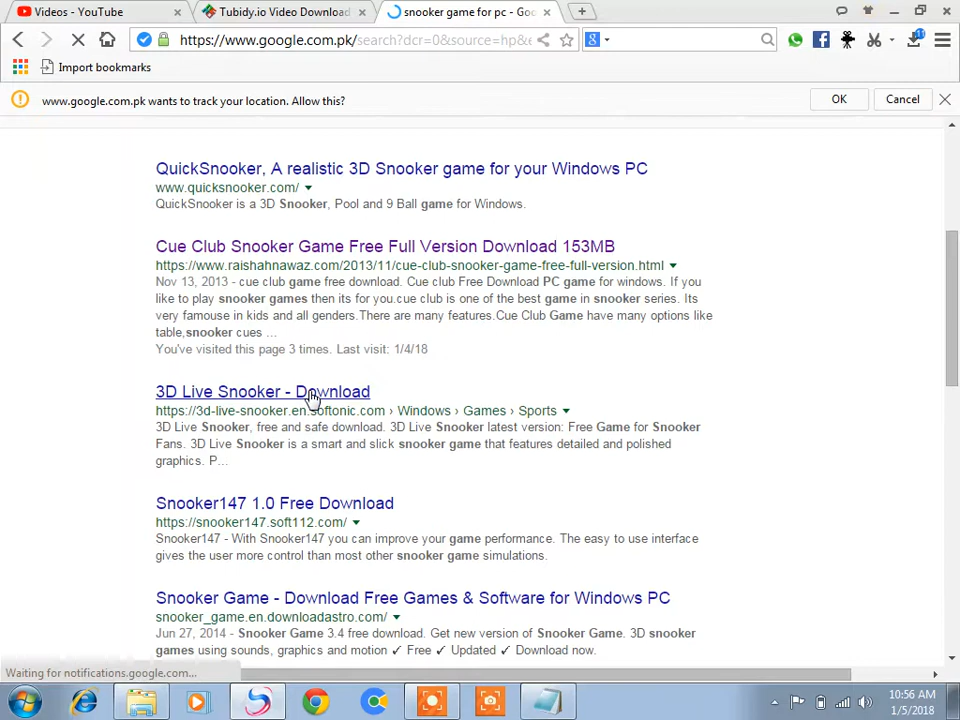 Videos - YouTube
Tubidy.io Video Download
snooker game for pc - Goo
https://www.google.com.pk/search?dcr=0&source=hp&e
Import bookmarks
11
www.google.com.pk wants to track your location. Allow this?
OK
Cancel
QuickSnooker, A realistic 3D Snooker game for your Windows PC
www.quicksnooker.com/
QuickSnooker is a 3D Snooker, Pool and 9 Ball game for Windows.
Cue Club Snooker Game Free Full Version Download 153MB
https://www.raishahnawaz.com/2013/11/cue-club-snooker-game-free-full-version.html
Nov 13, 2013 - cue club game free download. Cue club Free Download PC game for windows. If you
like to play snooker games then its for you.cue club is one of the best game in snooker series. Its
very famouse in kids and all genders.There are many features.Cue Club Game have many options like
table,snooker cues ...
You've visited this page 3 times. Last visit: 1/4/18
3D Live Snooker - Download
https://3d-live-snooker.en.softonic.com › Windows › Games › Sports
3D Live Snooker, free and safe download. 3D Live Snooker latest version: Free Game for Snooker
Fans. 3D Live Snooker is a smart and slick snooker game that features detailed and polished
graphics. P...
Snooker147 1.0 Free Download
https://snooker147.soft112.com/
Snooker147 - With Snooker147 you can improve your game performance. The easy to use interface
gives the user more control than most other snooker game simulations.
Snooker Game - Download Free Games & Software for Windows PC
snooker_game.en.downloadastro.com/
Jun 27, 2014 - Snooker Game 3.4 free download. Get new version of Snooker Game. 3D snooker
games using sounds, graphics and motion ✓ Free ✓ Updated ✓ Download now.
Waiting for notifications.google.com...
10:56 AM
1/5/2018